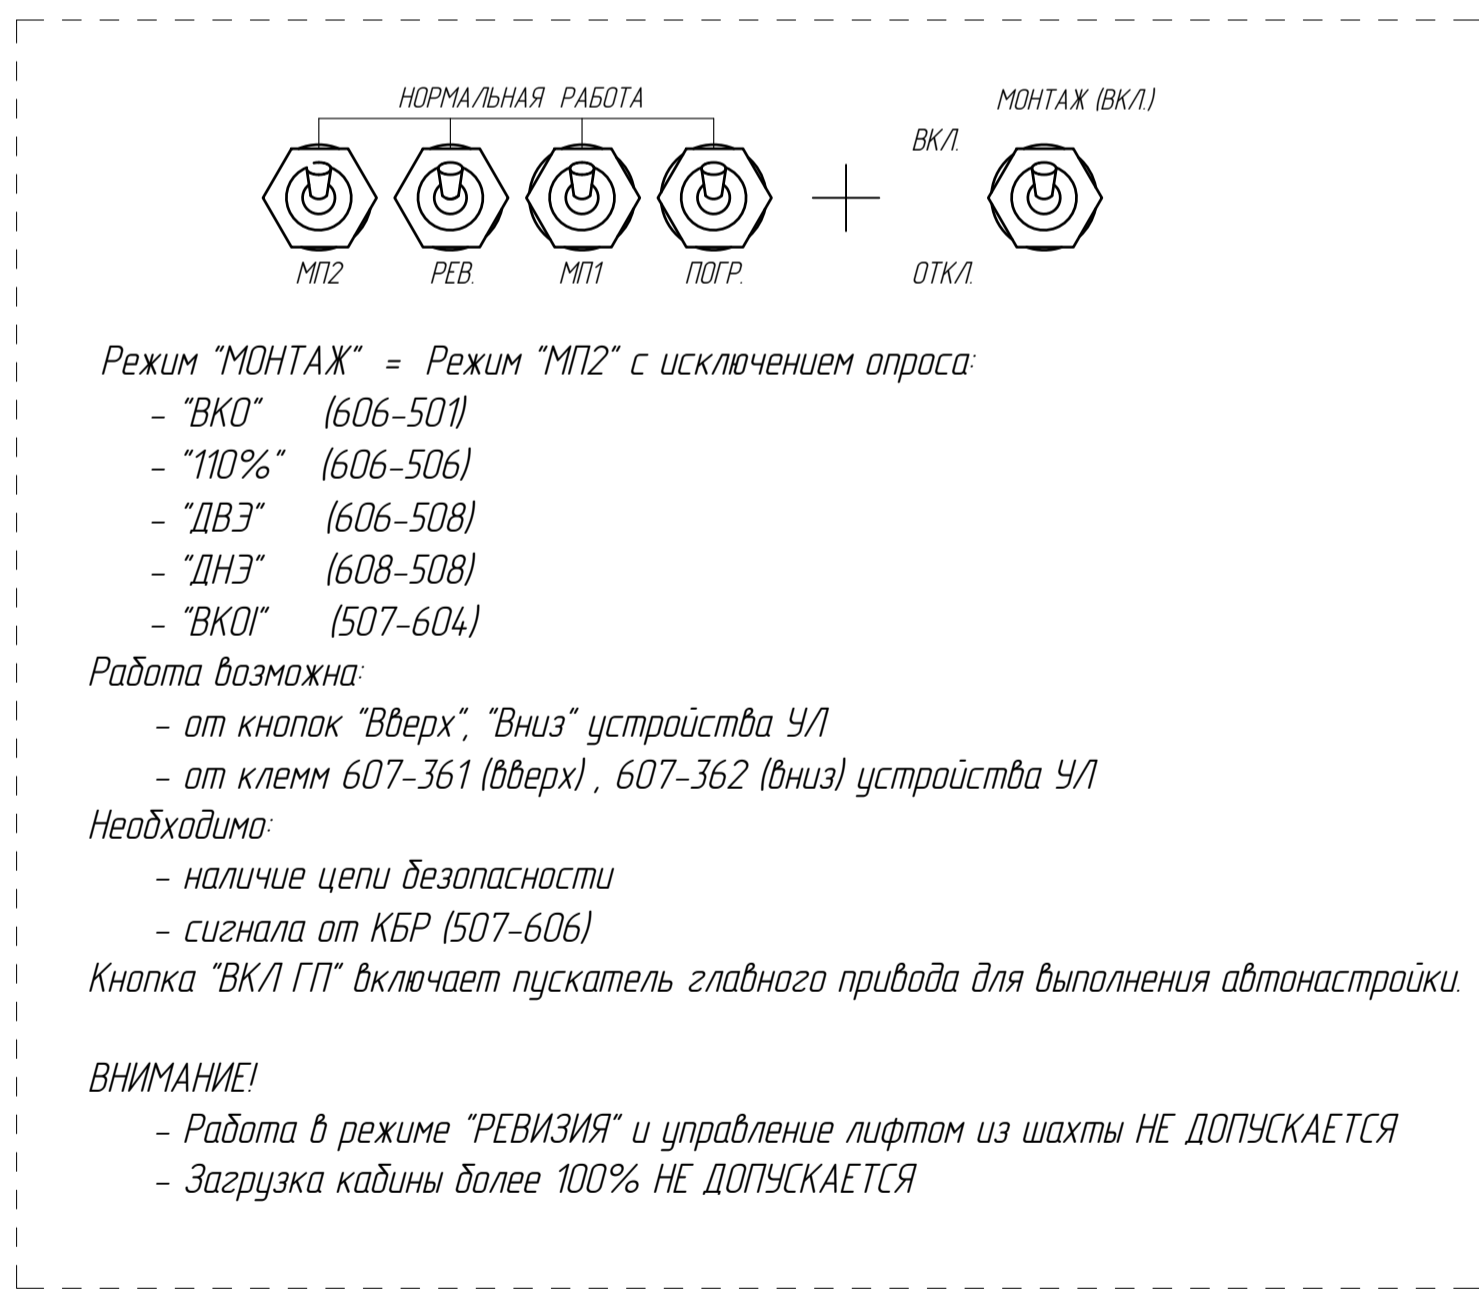 НОРМАЛЬНАЯ РАБОТА
МОНТАЖ (ВКЛ.)
ВКЛ.
МП2 РЕВ. МП1 ПОГР. ОТКЛ.
Режим "МОНТАЖ" = Режим "МП2" с исключением опроса:
- "ВКО" (606-501)
- "110%" (606-506)
- "ДВЭ" (606-508)
- "ДНЭ" (608-508)
- "ВКОI" (507-604)
Работа возможна:
- от кнопок "Вверх", "Вниз" устройства УЛ
- от клемм 607-361 (вверх) , 607-362 (вниз) устройства УЛ
Необходимо:
- наличие цепи безопасности
- сигнала от КБР (507-606)
Кнопка "ВКЛ ГП" включает пускатель главного привода для выполнения автонастройки.
ВНИМАНИЕ!
- Работа в режиме "РЕВИЗИЯ" и управление лифтом из шахты НЕ ДОПУСКАЕТСЯ
- Загрузка кабины более 100% НЕ ДОПУСКАЕТСЯ